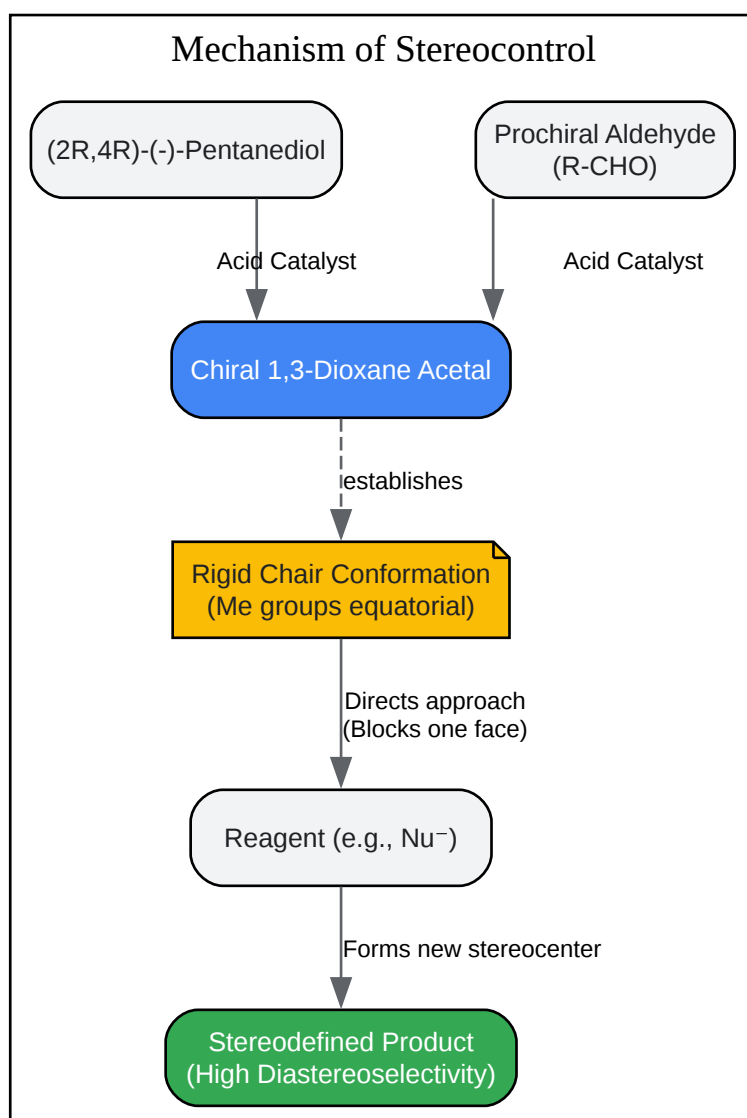 Mechanism of Stereocontrol
(2R,4R)-(-)-Pentanediol
Prochiral Aldehyde
(R-CHO)
Acid Catalyst
Acid Catalyst
Chiral 1,3-Dioxane Acetal
establishes
Rigid Chair Conformation
(Me groups equatorial)
Directs approach
(Blocks one face)
Reagent (e.g., Nu⁻)
Forms new stereocenter
Stereodefined Product
(High Diastereoselectivity)